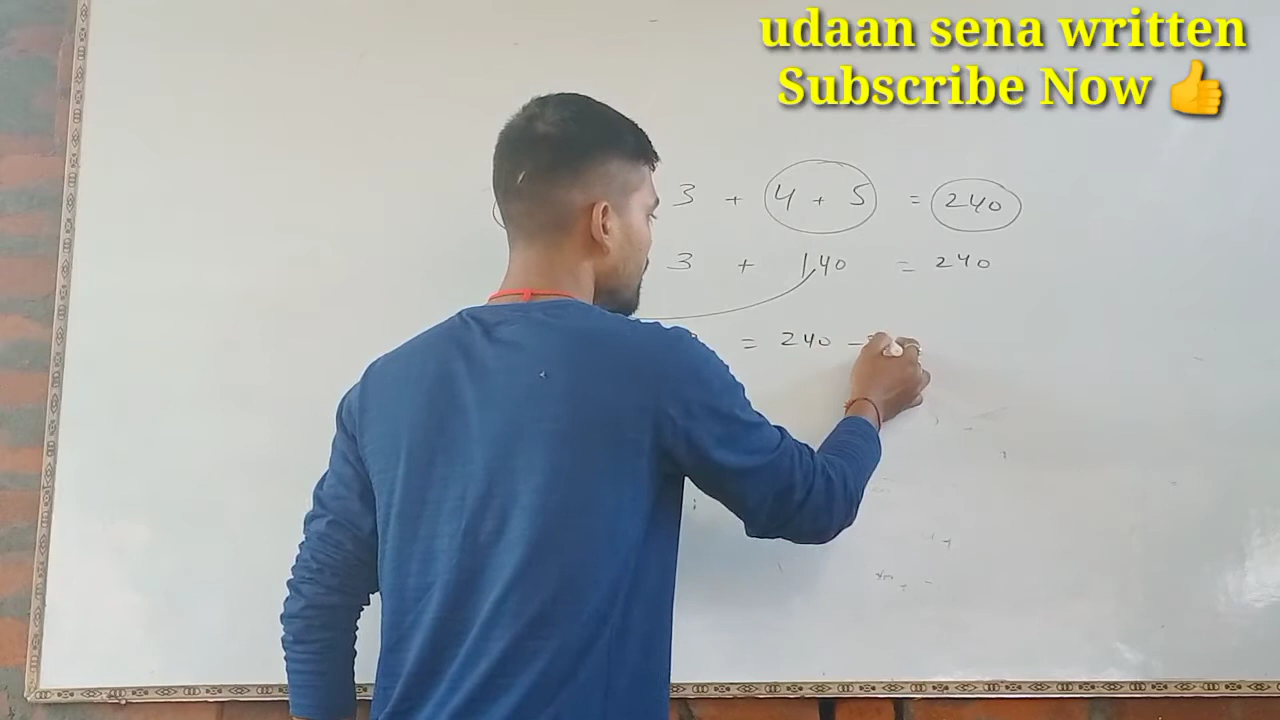 udaan sena written
Subscribe Now 👍
3 + 4 + 5 = 240
3 + 140 = 240
= 240 -